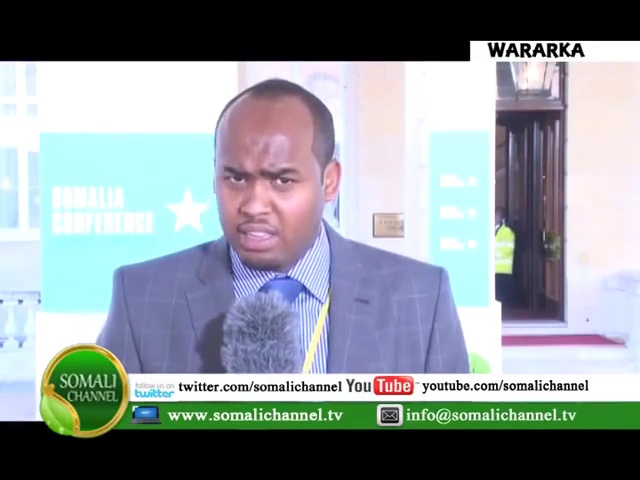 WARARKA
SOMALIA
CONFERENCE
SOMALI
CHANNEL
follow us on
twitter
twitter.com/somalichannel
YouTube
youtube.com/somalichannel
www.somalichannel.tv
info@somalichannel.tv